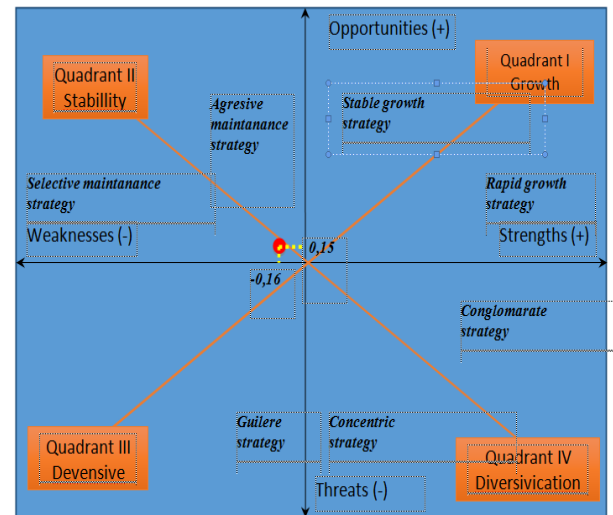 Opportunities (+)
Quadrant I
Growth
Quadrant II
Stabillity
Agresive
maintanance
strategy
Stable growth
strategy
Selective maintanance
strategy
Rapid growth
strategy
Weaknesses (-)
Strengths (+)
0,15
-0,16
Conglomarate
strategy
Guilere
strategy
Concentric
strategy
Quadrant III
Devensive
Quadrant IV
Diversivication
Threats (-)